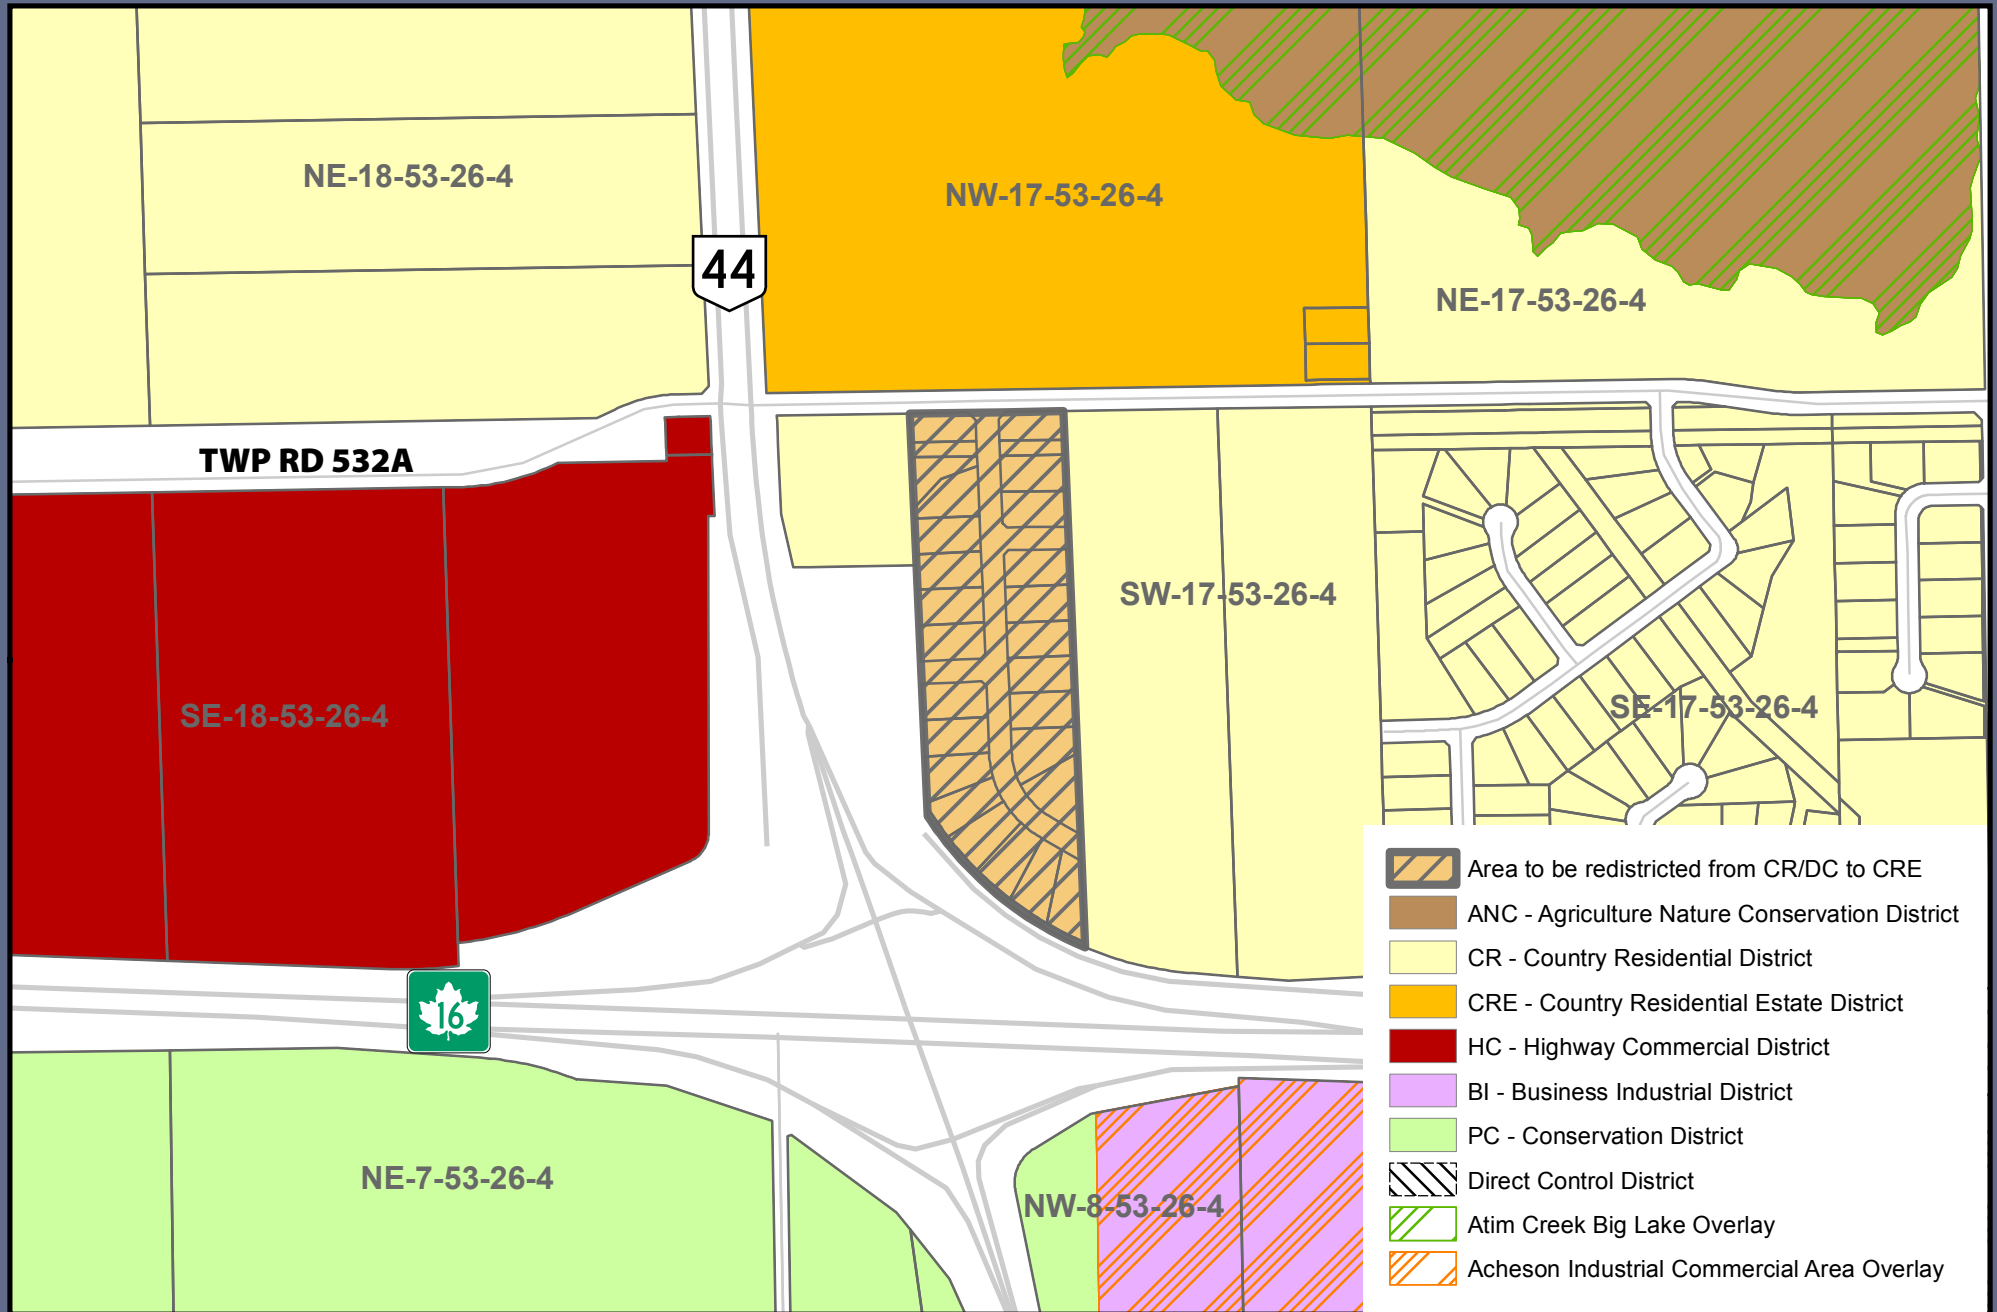 NE-18-53-26-4
NW-17-53-26-4
44
NE-17-53-26-4
TWP RD 532A
SW-17-53-26-4
SE-18-53-26-4
SE-17-53-26-4
16
NE-7-53-26-4
NW-8-53-26-4
Area to be redistricted from CR/DC to CRE
ANC - Agriculture Nature Conservation District
CR - Country Residential District
CRE - Country Residential Estate District
HC - Highway Commercial District
BI - Business Industrial District
PC - Conservation District
Direct Control District
Atim Creek Big Lake Overlay
Acheson Industrial Commercial Area Overlay